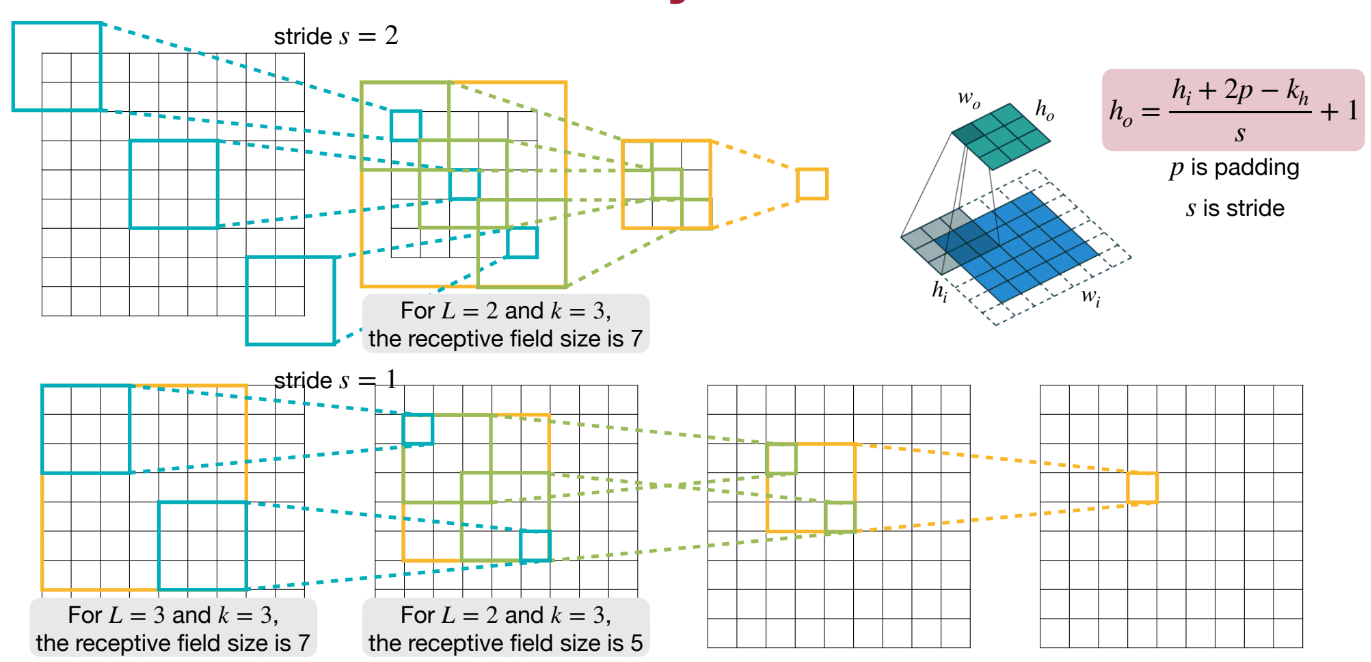 stride s = 2
For L = 2 and k = 3,
the receptive field size is 7
w_o
h_o
h_i
w_i
h_o = \frac{h_i + 2p − k_h}{s} + 1
p is padding
s is stride
stride s = 1
For L = 3 and k = 3,
the receptive field size is 7
For L = 2 and k = 3,
the receptive field size is 5